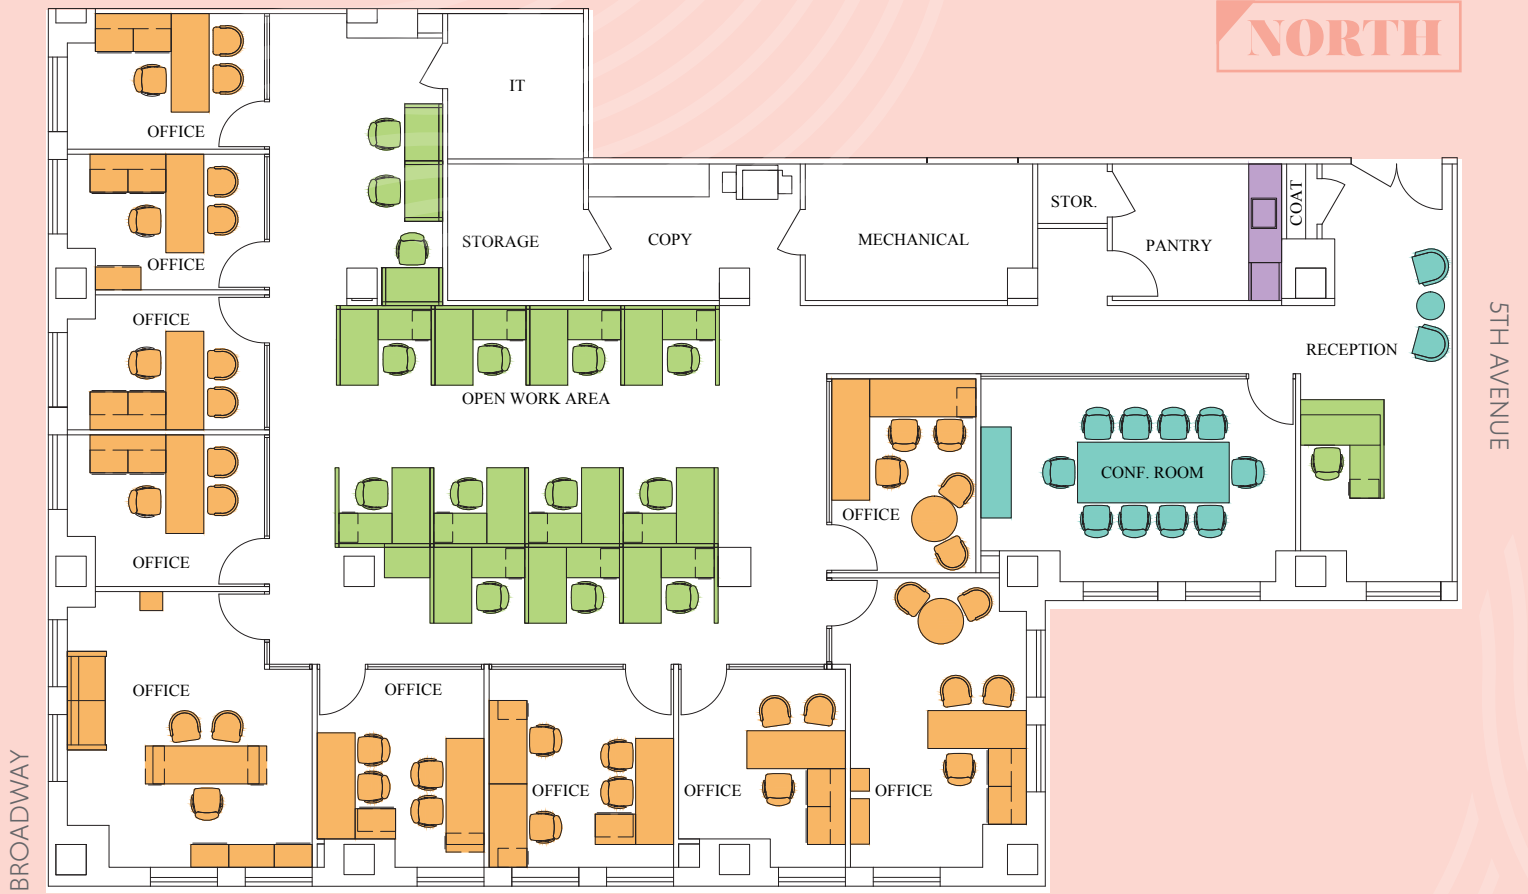 NORTH
IT
OFFICE
STOR.
COAT
STORAGE
COPY
MECHANICAL
PANTRY
OFFICE
OFFICE
RECEPTION
5TH AVENUE
OPEN WORK AREA
CONF. ROOM
OFFICE
OFFICE
OFFICE
OFFICE
OFFICE
OFFICE
OFFICE
BROADWAY